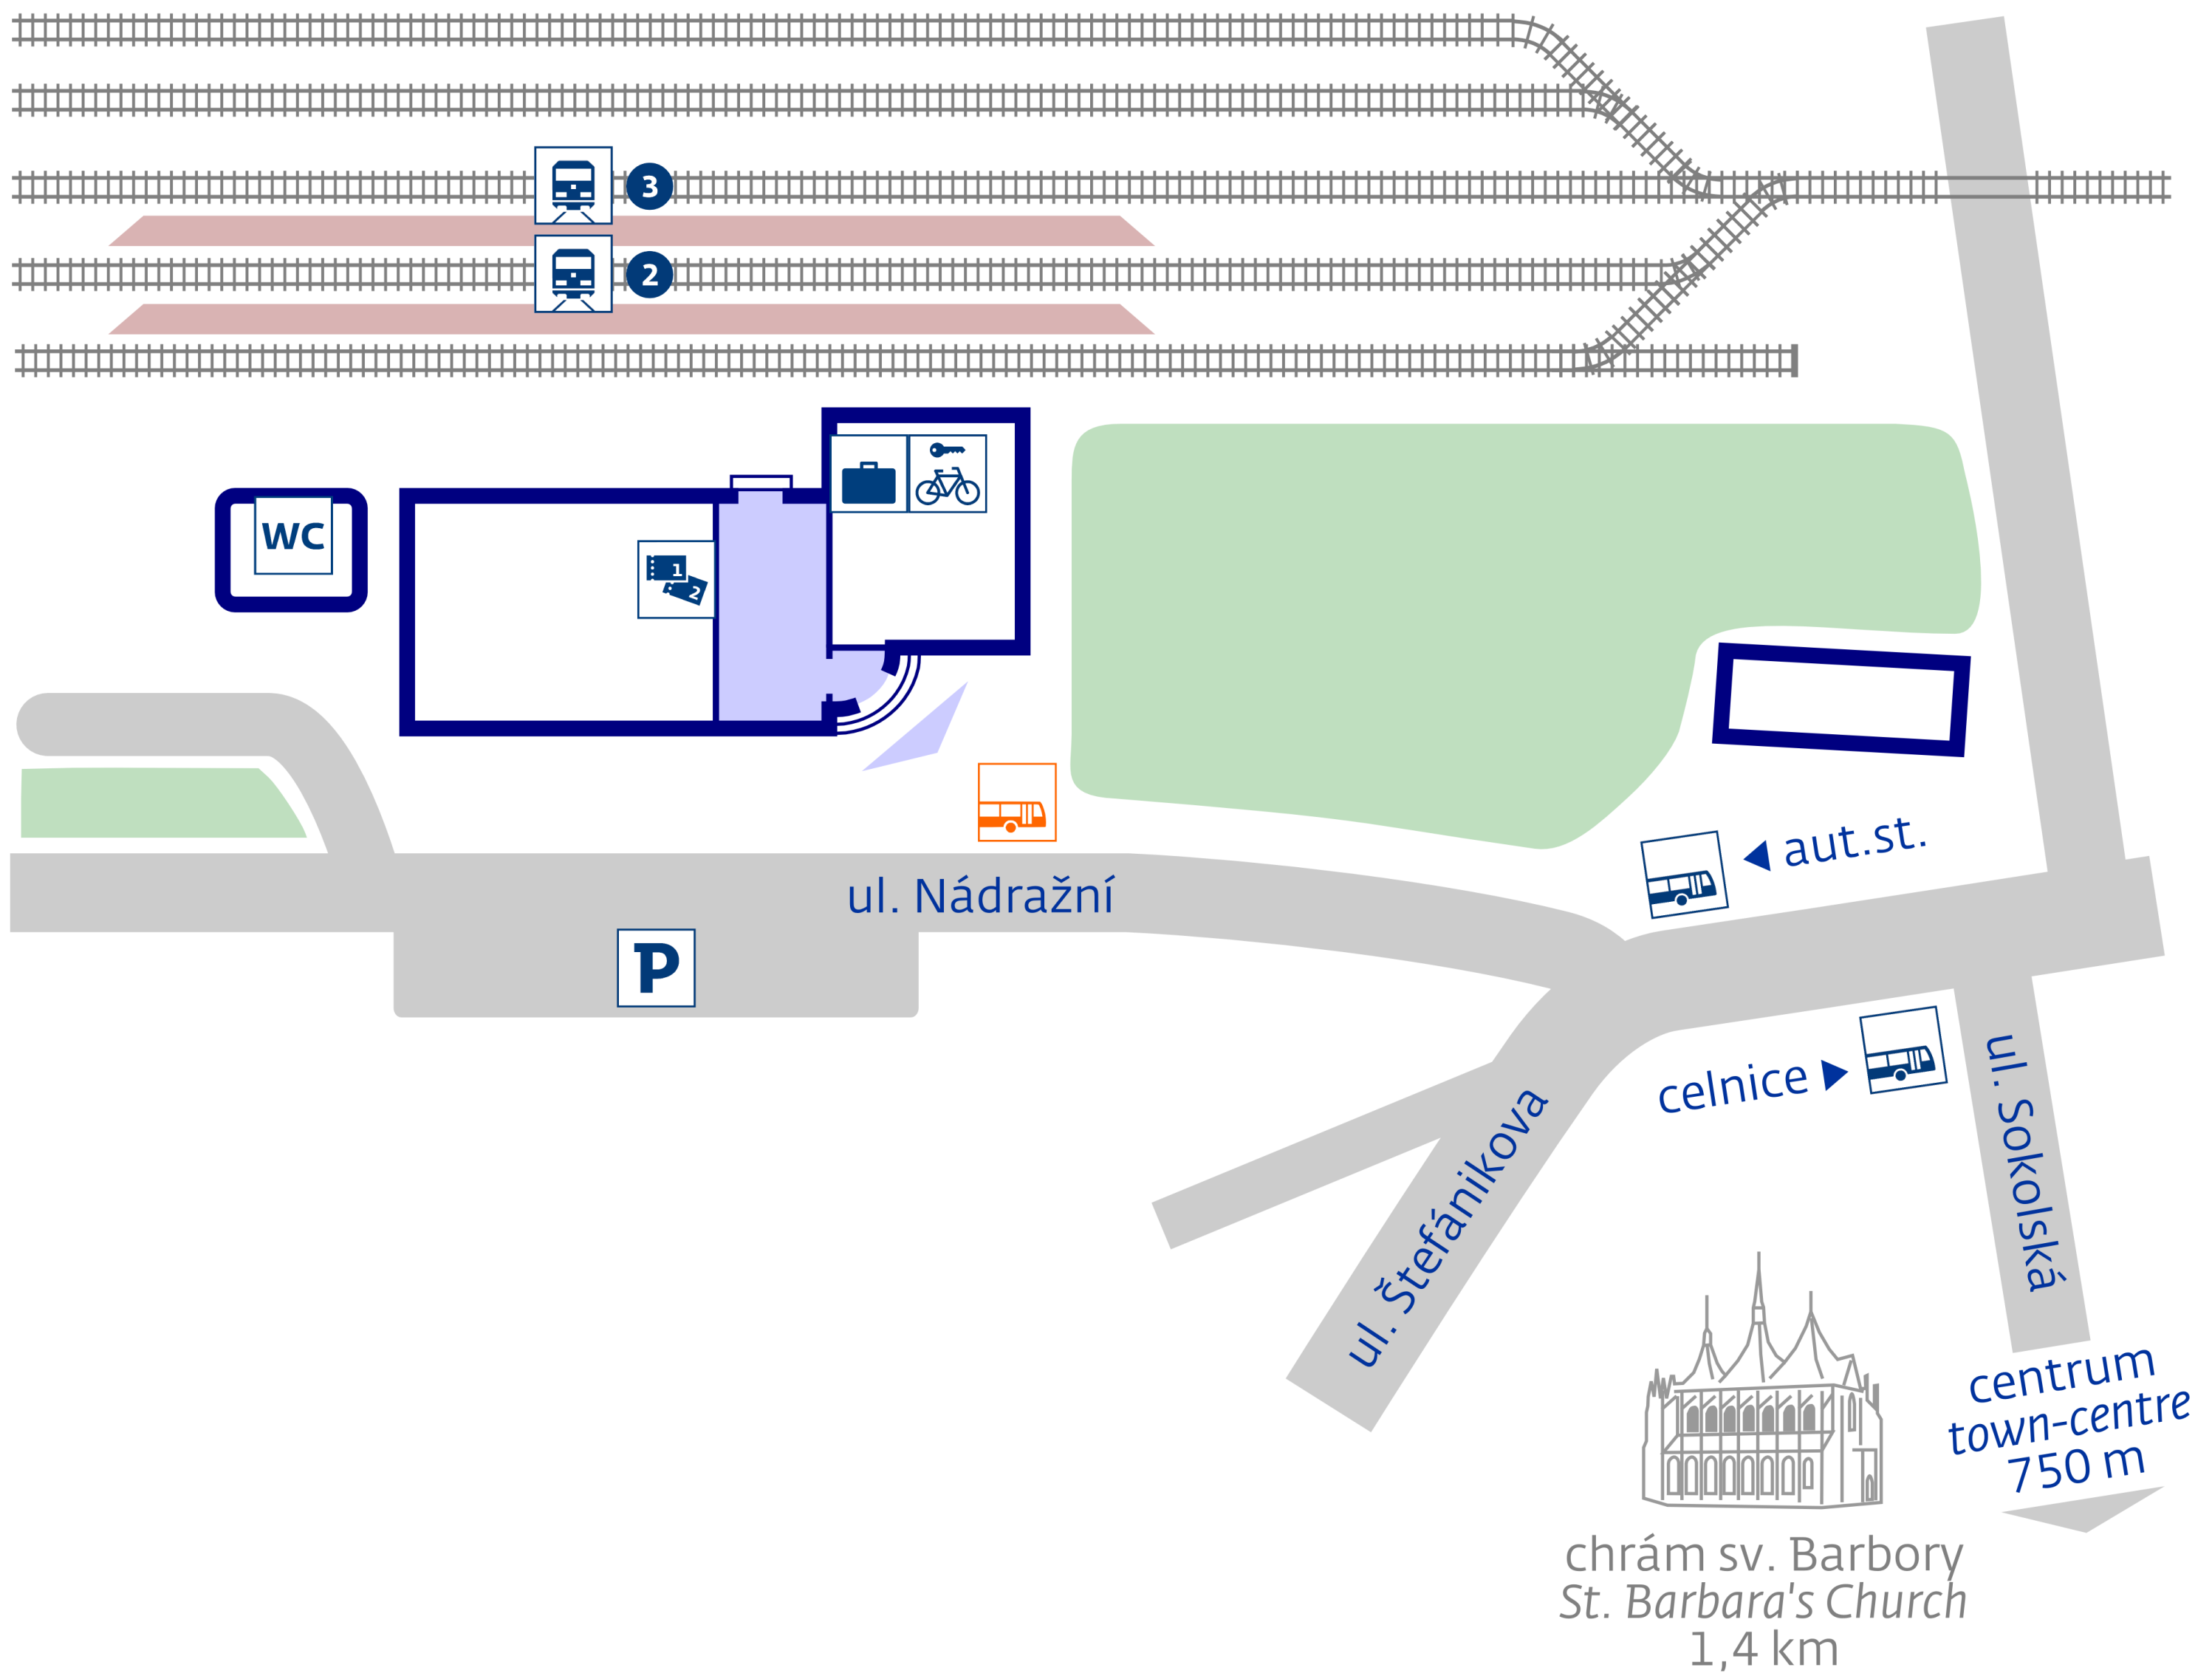 3
2
WC
1
2
ul. Nádražní
P
aut.st.
celnice
ul. Štefánikova
ul. Sokolská
centrum
town-centre
750 m
chrám sv. Barbory
St. Barbara's Church
1,4 km